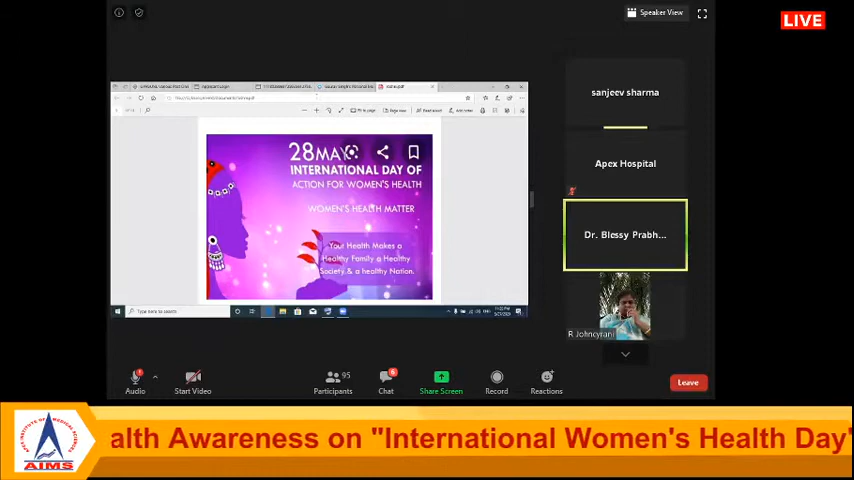 Speaker View
LIVE
sanjeev sharma
Apex Hospital
Dr. Blessy Prabh...
R Johncyrani
28MAY
INTERNATIONAL DAY OF
ACTION FOR WOMEN'S HEALTH
WOMEN'S HEALTH MATTER
Your Health Makes a
Healthy Family a Healthy
Society & a healthy Nation.
Type here to search
Audio
Start Video
Participants
95
Chat
6
Share Screen
Record
Reactions
Leave
alth Awareness on "International Women's Health Day"
AIMS